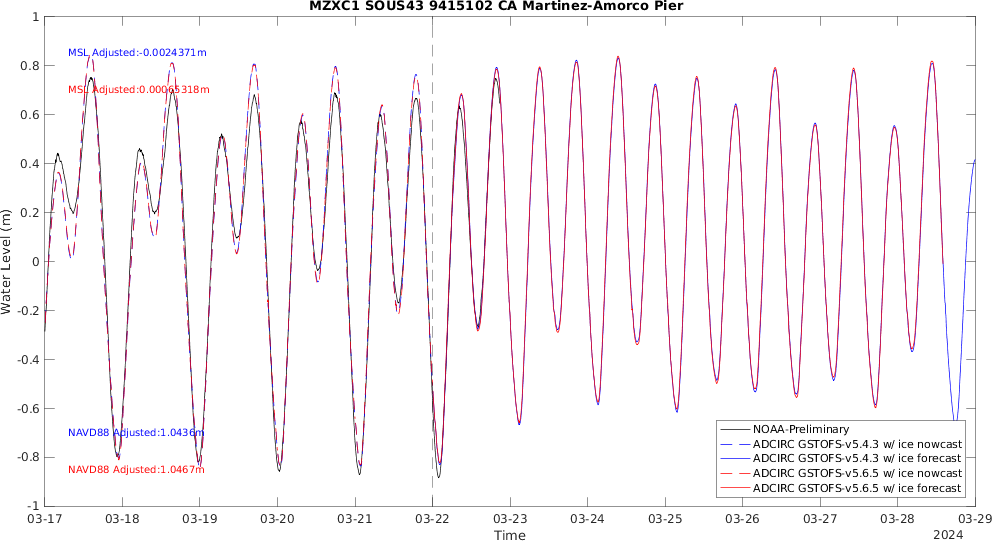 MZXC1 SOUS43 9415102 CA Martinez-Amorco Pier
Water Level (m)
1
0.8
0.6
0.4
0.2
0
-0.2
-0.4
-0.6
-0.8
-1
MSL Adjusted:-0.0024371m
MSL Adjusted:0.00065318m
NAVD88 Adjusted:1.0436m
NAVD88 Adjusted:1.0467m
NOAA-Preliminary
ADCIRC GSTOFS-v5.4.3 w/ ice nowcast
ADCIRC GSTOFS-v5.4.3 w/ ice forecast
ADCIRC GSTOFS-v5.6.5 w/ ice nowcast
ADCIRC GSTOFS-v5.6.5 w/ ice forecast
03-17 03-18 03-19 03-20 03-21 03-22 03-23 03-24 03-25 03-26 03-27 03-28 03-29
Time
2024